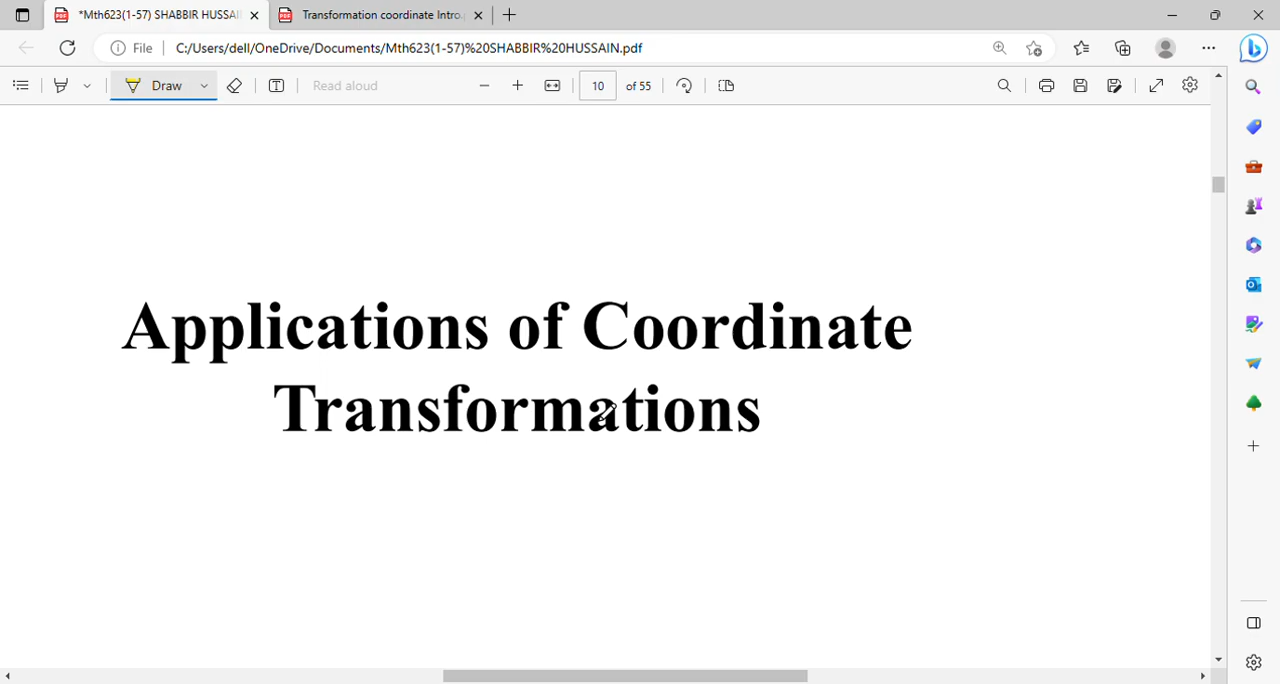 *Mth623(1-57) SHABBIR HUSSAI
Transformation coordinate Intro.
File
C:/Users/dell/OneDrive/Documents/Mth623(1-57)%20SHABBIR%20HUSSAIN.pdf
Draw
Read aloud
10
of 55
Applications of Coordinate
Transformations